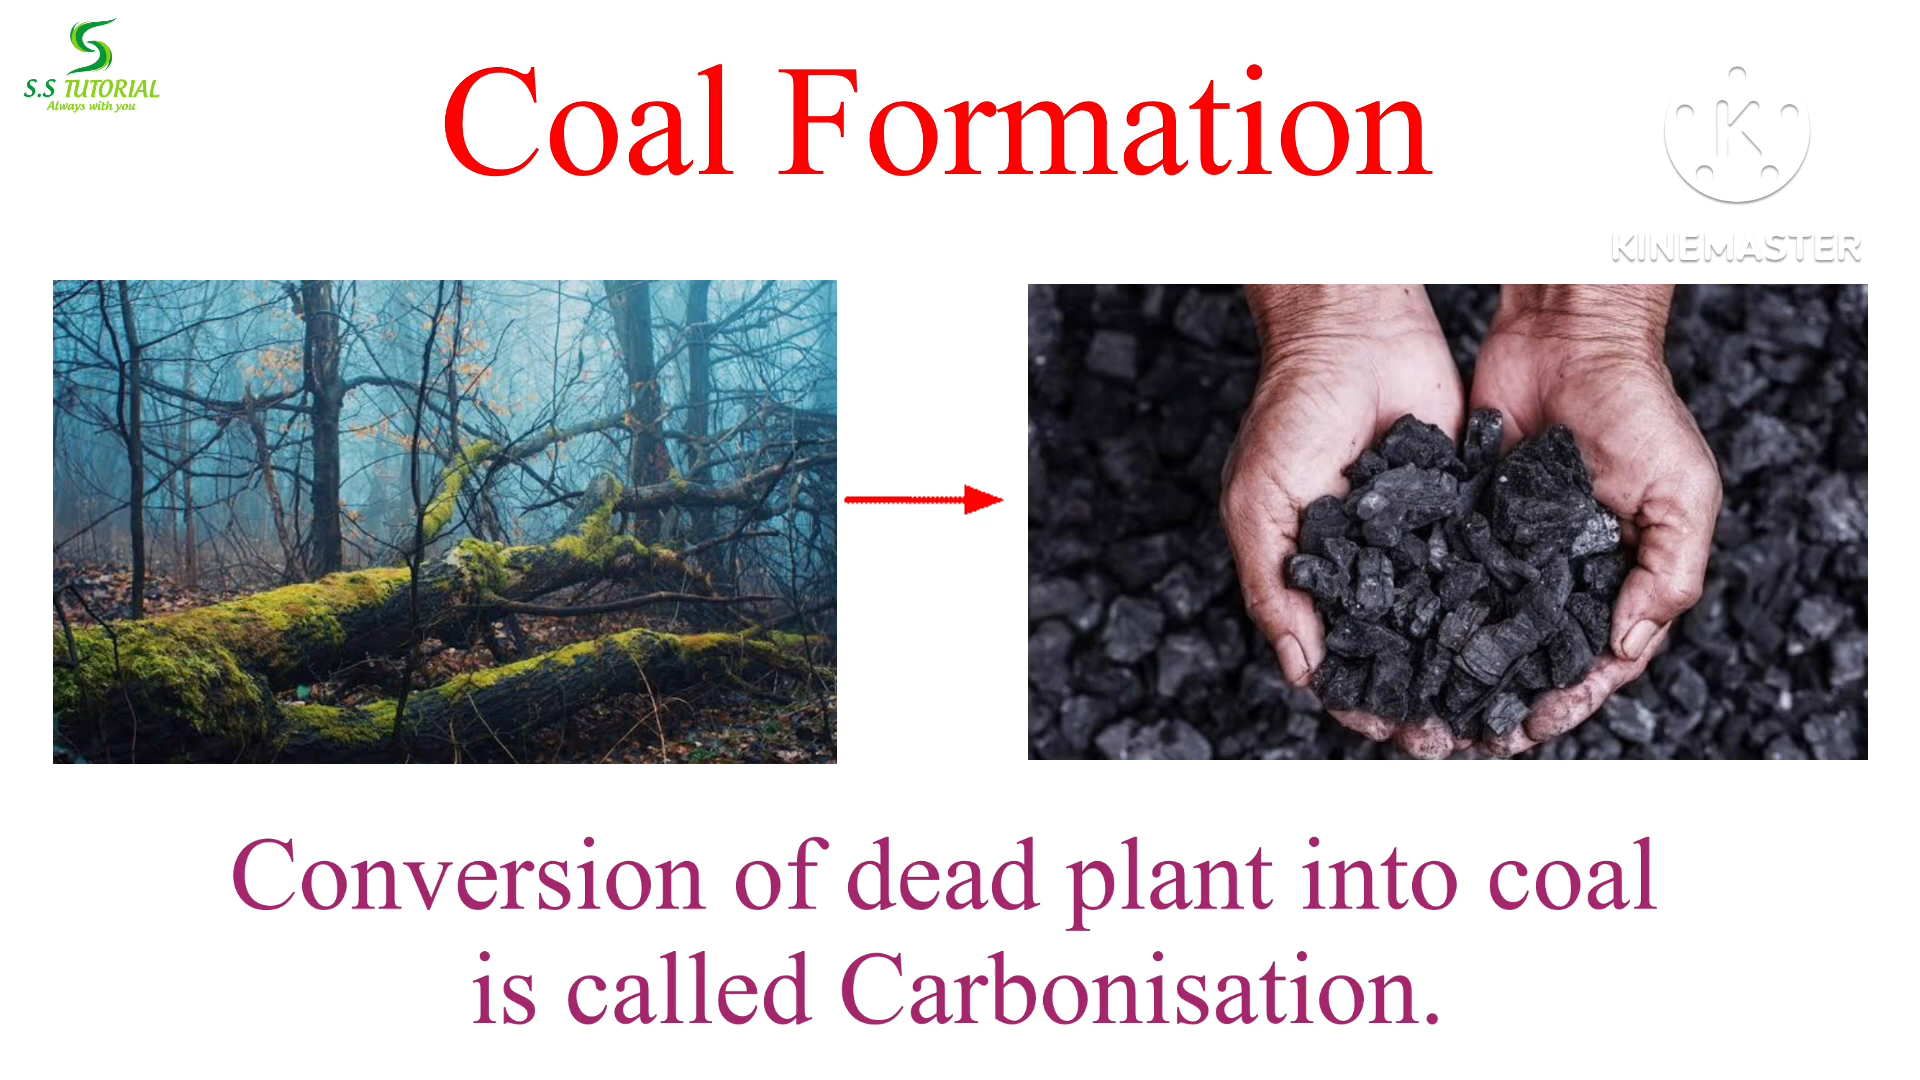 S.S TUTORIAL
Always with you
Coal Formation
K
KINEMASTER
Conversion of dead plant into coal
is called Carbonisation.